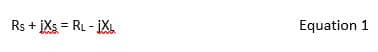 Rs + jXs = RL - jXL Equation 1